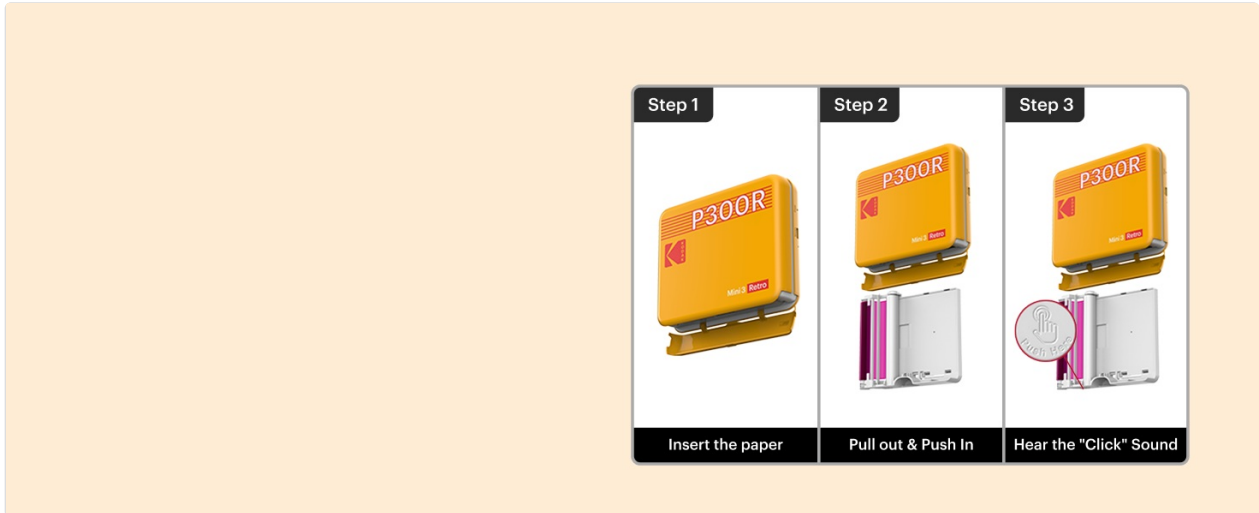 Step 1
Step 2
Step 3
P300R
P300R
P300R
Mini 3 Retro
Mini 3 Retro
Mini 3 Retro
Push Here
Insert the paper
Pull out & Push In
Hear the "Click" Sound